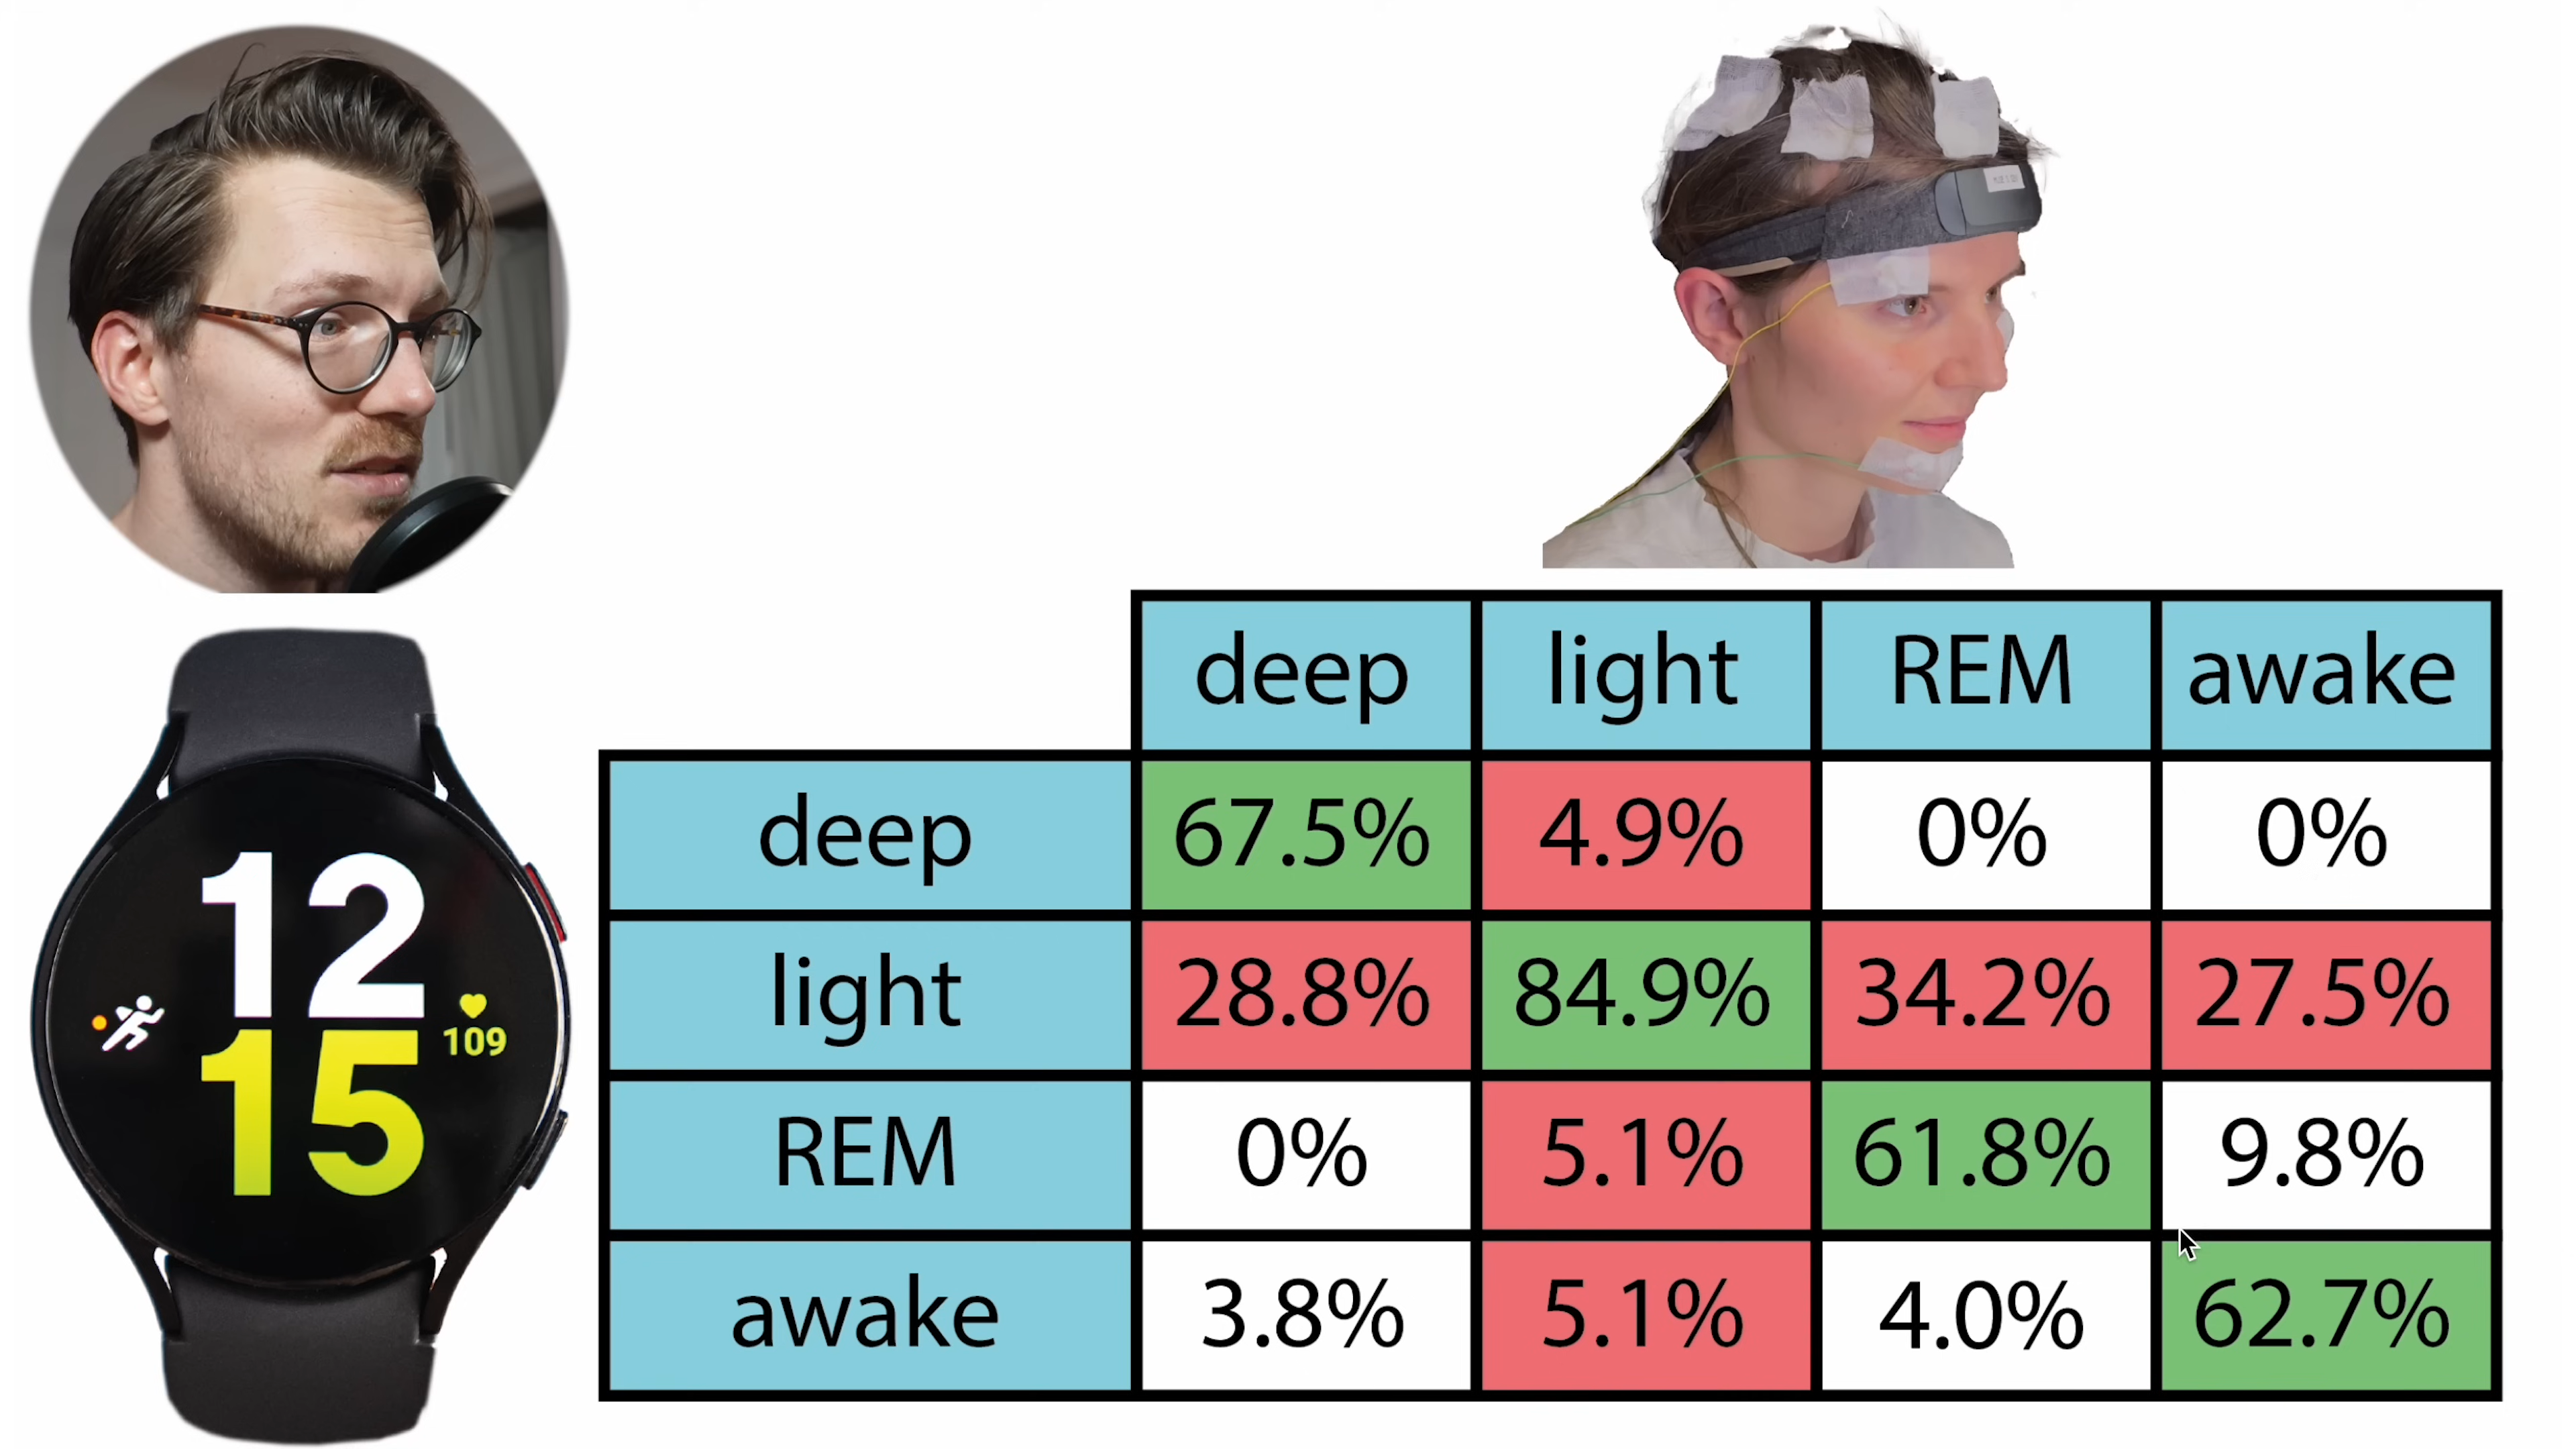 deep light REM awake
deep 67.5% 4.9% 0% 0%
light 28.8% 84.9% 34.2% 27.5%
REM 0% 5.1% 61.8% 9.8%
awake 3.8% 5.1% 4.0% 62.7%
12
15
109